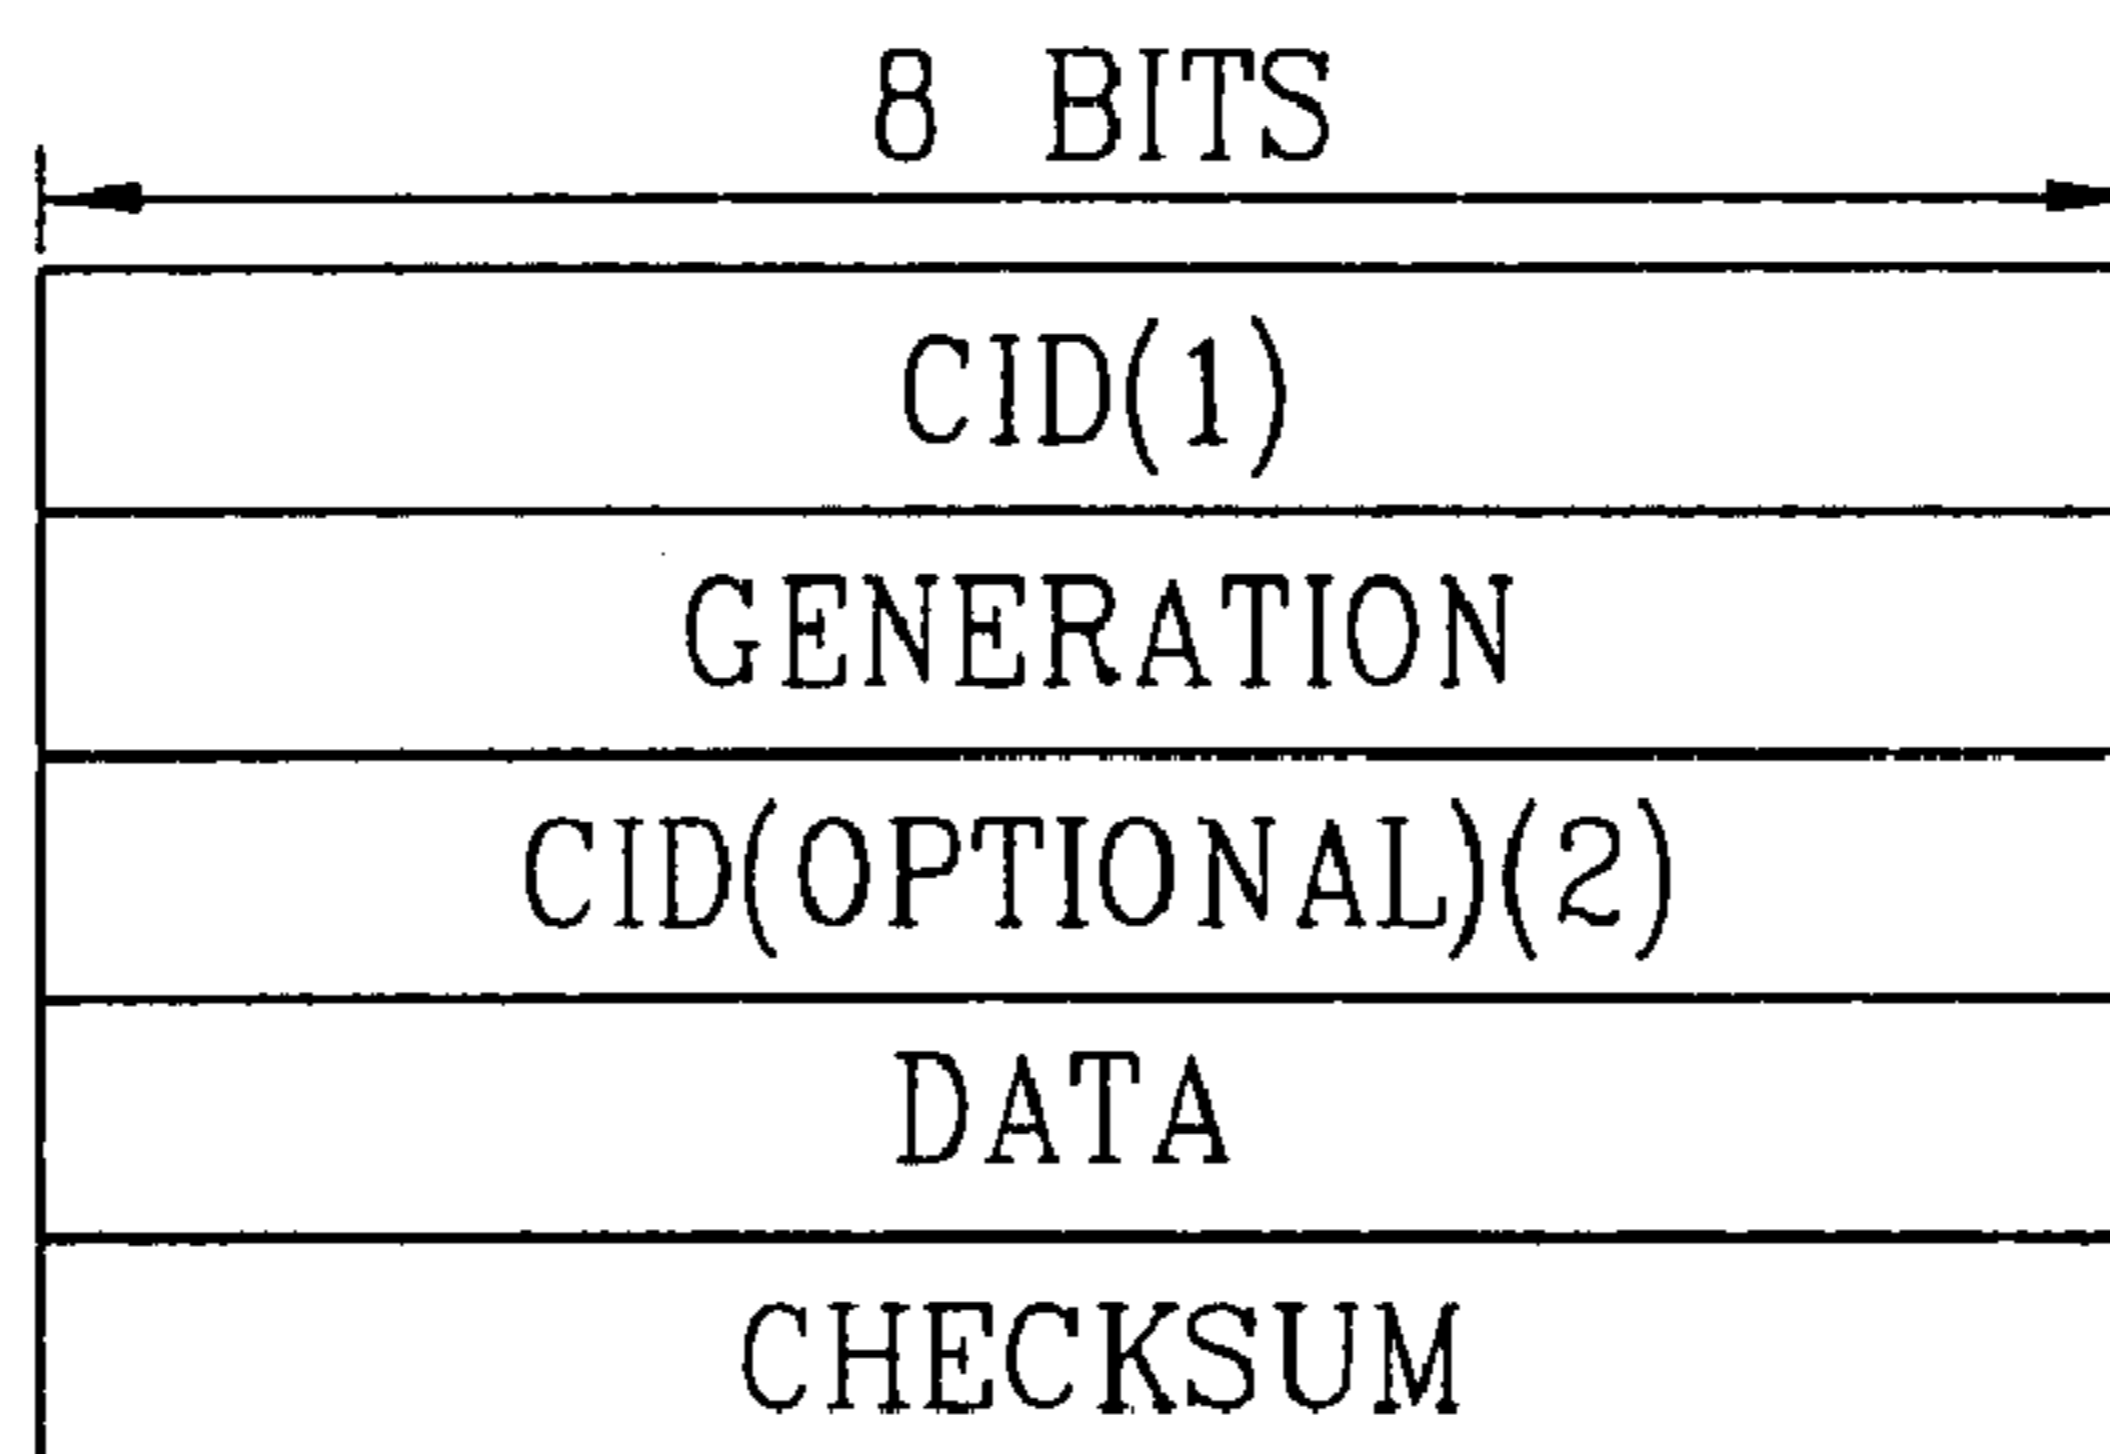 8 BITS
CID(1)
GENERATION
CID(OPTIONAL)(2)
DATA
CHECKSUM